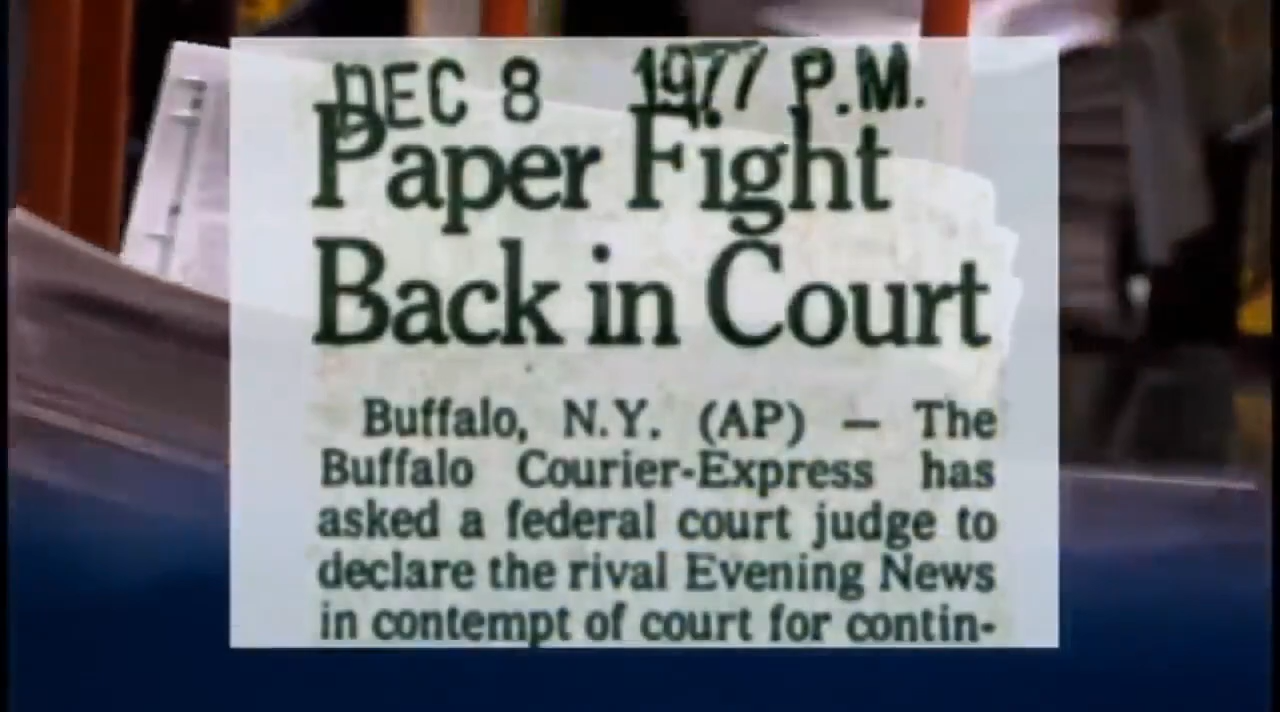 DEC 8 1977 P.M.
Paper Fight
Back in Court
Buffalo, N.Y. (AP) — The
Buffalo Courier-Express has
asked a federal court judge to
declare the rival Evening News
in contempt of court for contin-